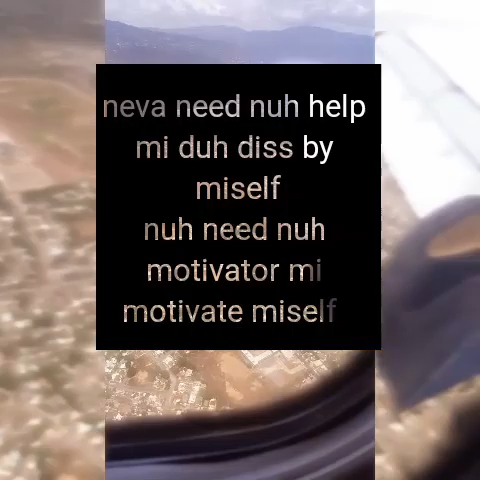 neva need nuh help
mi duh diss by
miself
nuh need nuh
motivator mi
motivate miself